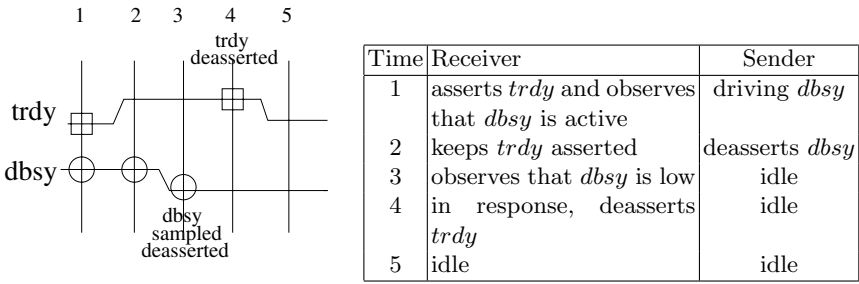 1 2 3 4 5
trdy
deasserted
trdy
dbsy
dbsy
sampled
deasserted
Time Receiver Sender
1 asserts trdy and observes driving dbsy
that dbsy is active
2 keeps trdy asserted deasserts dbsy
3 observes that dbsy is low idle
4 in response, deasserts idle
trdy
5 idle idle